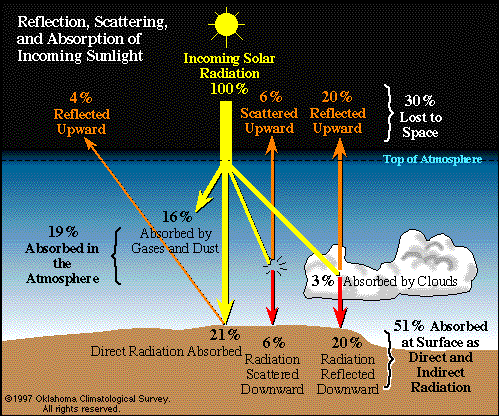 Reflection, Scattering,
and Absorption of
Incoming Sunlight
Incoming Solar
Radiation
100%
4%
Reflected
Upward
6%
Scattered
Upward
20%
Reflected
Upward
30%
Lost to
Space
Top of Atmosphere
19%
Absorbed in
the
Atmosphere
16%
Absorbed by
Gases and Dust
3% Absorbed by Clouds
21%
Direct Radiation Absorbed
6%
Radiation
Scattered
Downward
20%
Radiation
Reflected
Downward
51% Absorbed
at Surface as
Direct and
Indirect
Radiation
©1997 Oklahoma Climatological Survey.
All rights reserved.